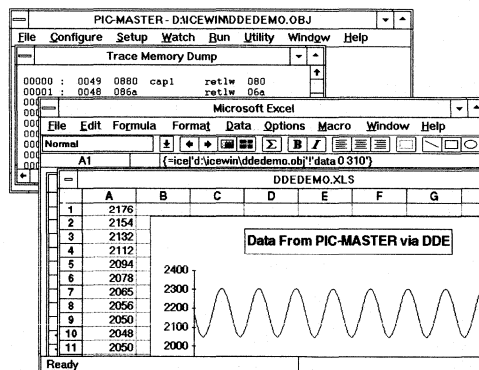 PIC-MASTER - D:\ICEWIN\DDEDEMO.OBJ
File Configure Setup Watch Run Utility Window Help
Trace Memory Dump
00000 : 0049 0880 cap1 retlw 080
00001 : 0048 086a retlw 06a
Microsoft Excel
File Edit Formula Format Data Options Macro Window Help
Normal Σ B I
A1 {=ice|'d:\icewin\ddedemo.obj'!'data 0 310'}
DDEDEMO.XLS
A B C D E F G
1 2176
2 2154
3 2132
4 2112
5 2094
6 2078
7 2065
8 2056
9 2050
10 2048
11 2050
Data From PIC-MASTER via DDE
2400
2300
2200
2100
2000
Ready